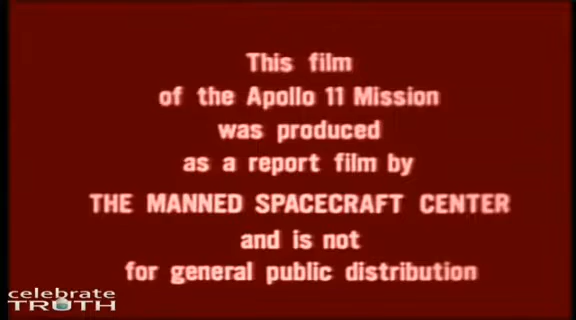 This film
of the Apollo 11 Mission
was produced
as a report film by
THE MANNED SPACECRAFT CENTER
and is not
for general public distribution
celebrate
TRUTH